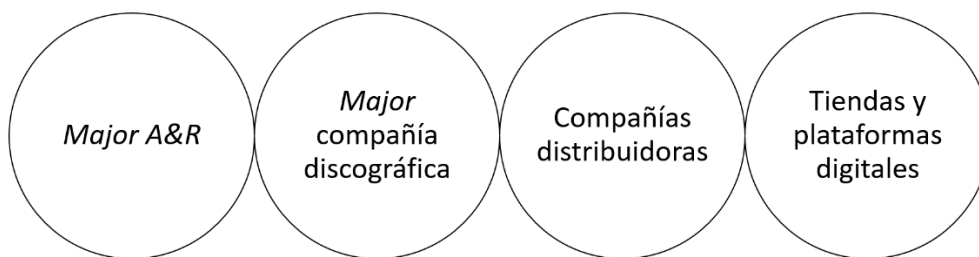 Major A&R
Major
compañía
discográfica
Compañías
distribuidoras
Tiendas y
plataformas
digitales